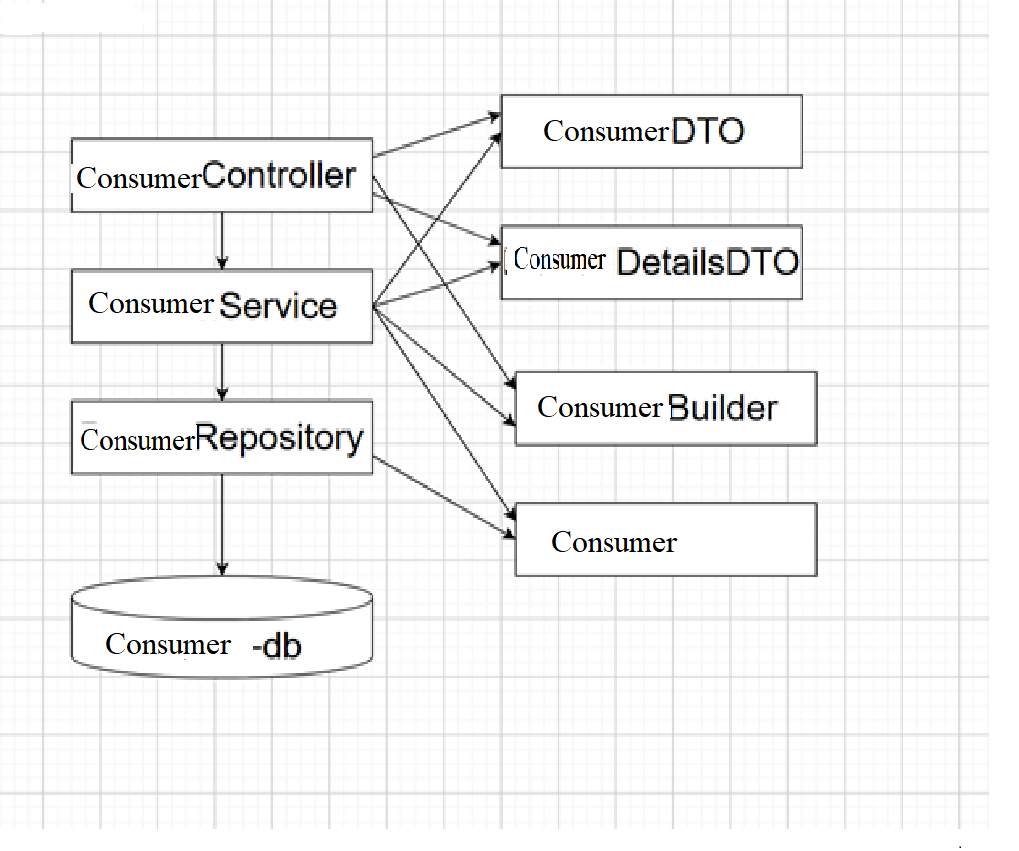 ConsumerDTO
ConsumerController
Consumer DetailsDTO
Consumer Service
Consumer Builder
ConsumerRepository
Consumer
Consumer -db